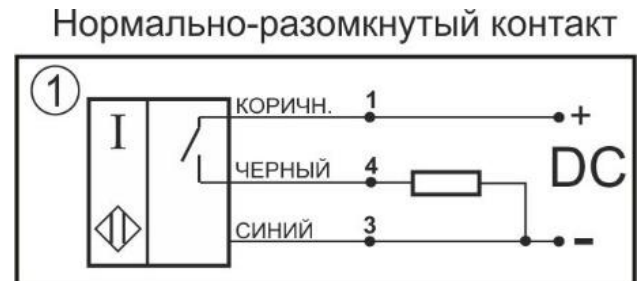 Нормально-разомкнутый контакт
1
I
КОРИЧН. 1 +
ЧЕРНЫЙ 4 DC
СИНИЙ 3 -